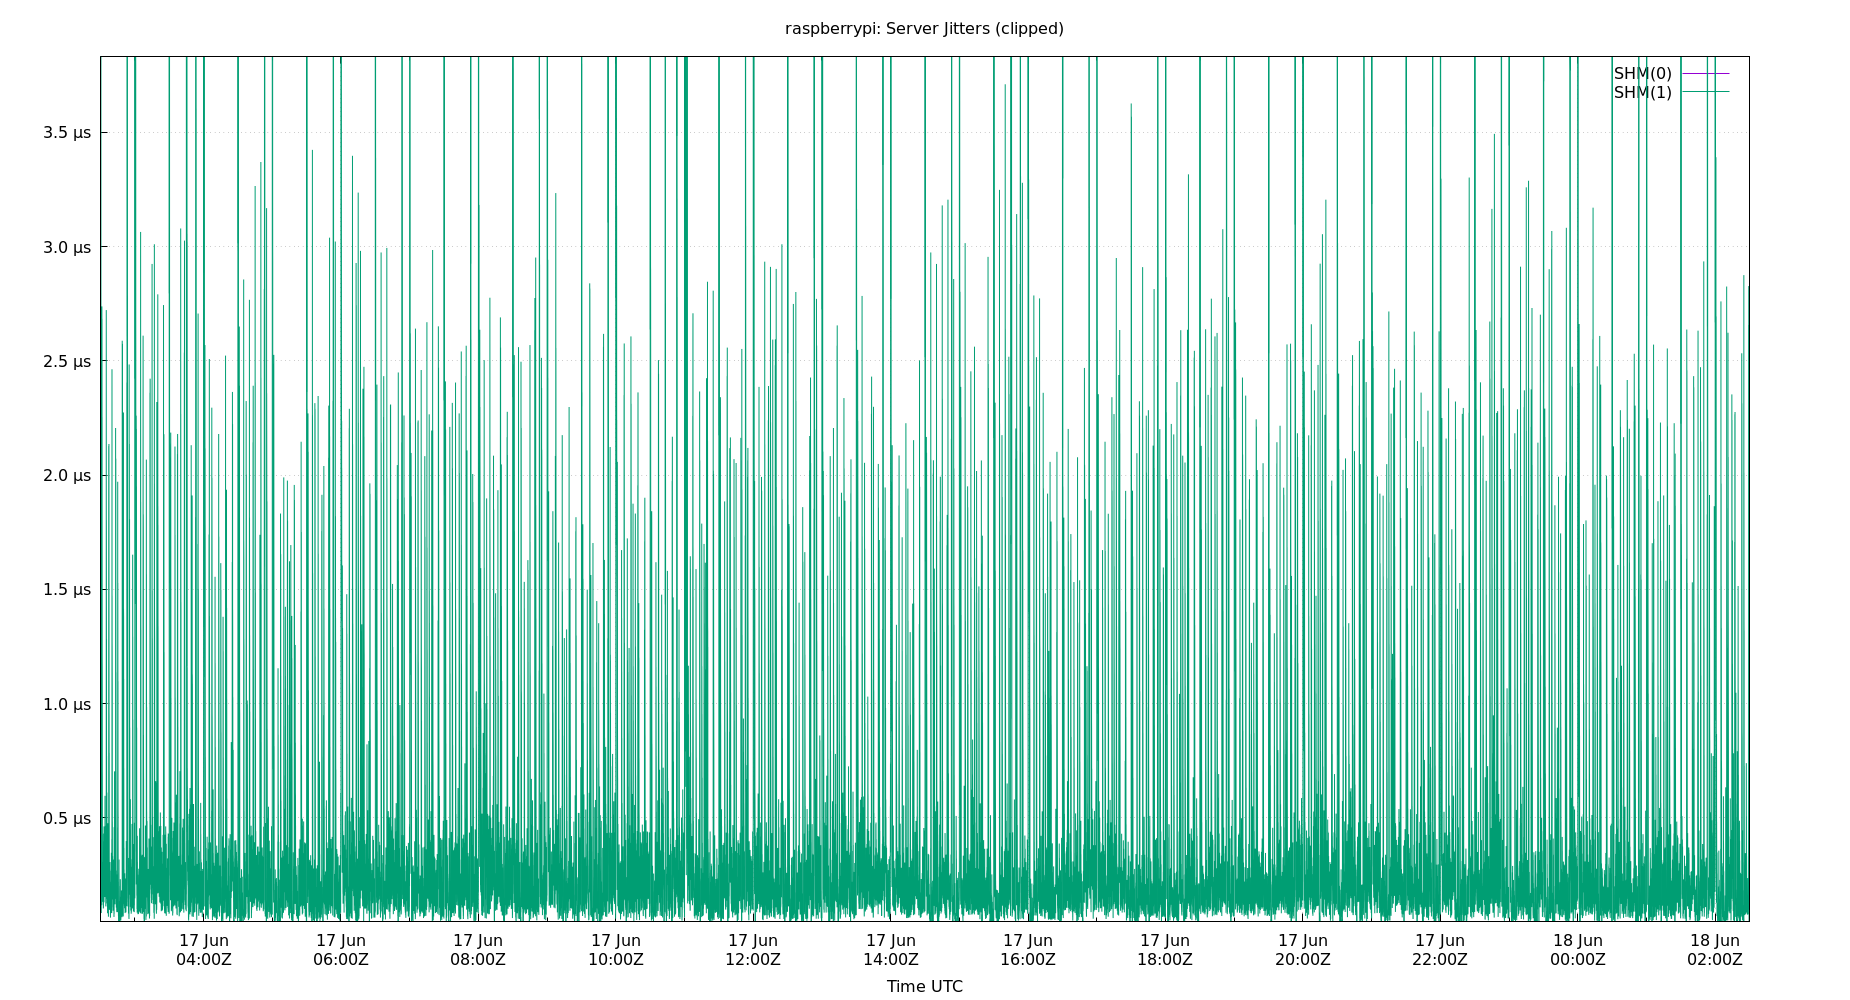 raspberrypi: Server Jitters (clipped)
SHM(0)
SHM(1)
3.5 µs
3.0 µs
2.5 µs
2.0 µs
1.5 µs
1.0 µs
0.5 µs
17 Jun 17 Jun 17 Jun 17 Jun 17 Jun 17 Jun 17 Jun 17 Jun 17 Jun 17 Jun 18 Jun 18 Jun
04:00Z 06:00Z 08:00Z 10:00Z 12:00Z 14:00Z 16:00Z 18:00Z 20:00Z 22:00Z 00:00Z 02:00Z
Time UTC